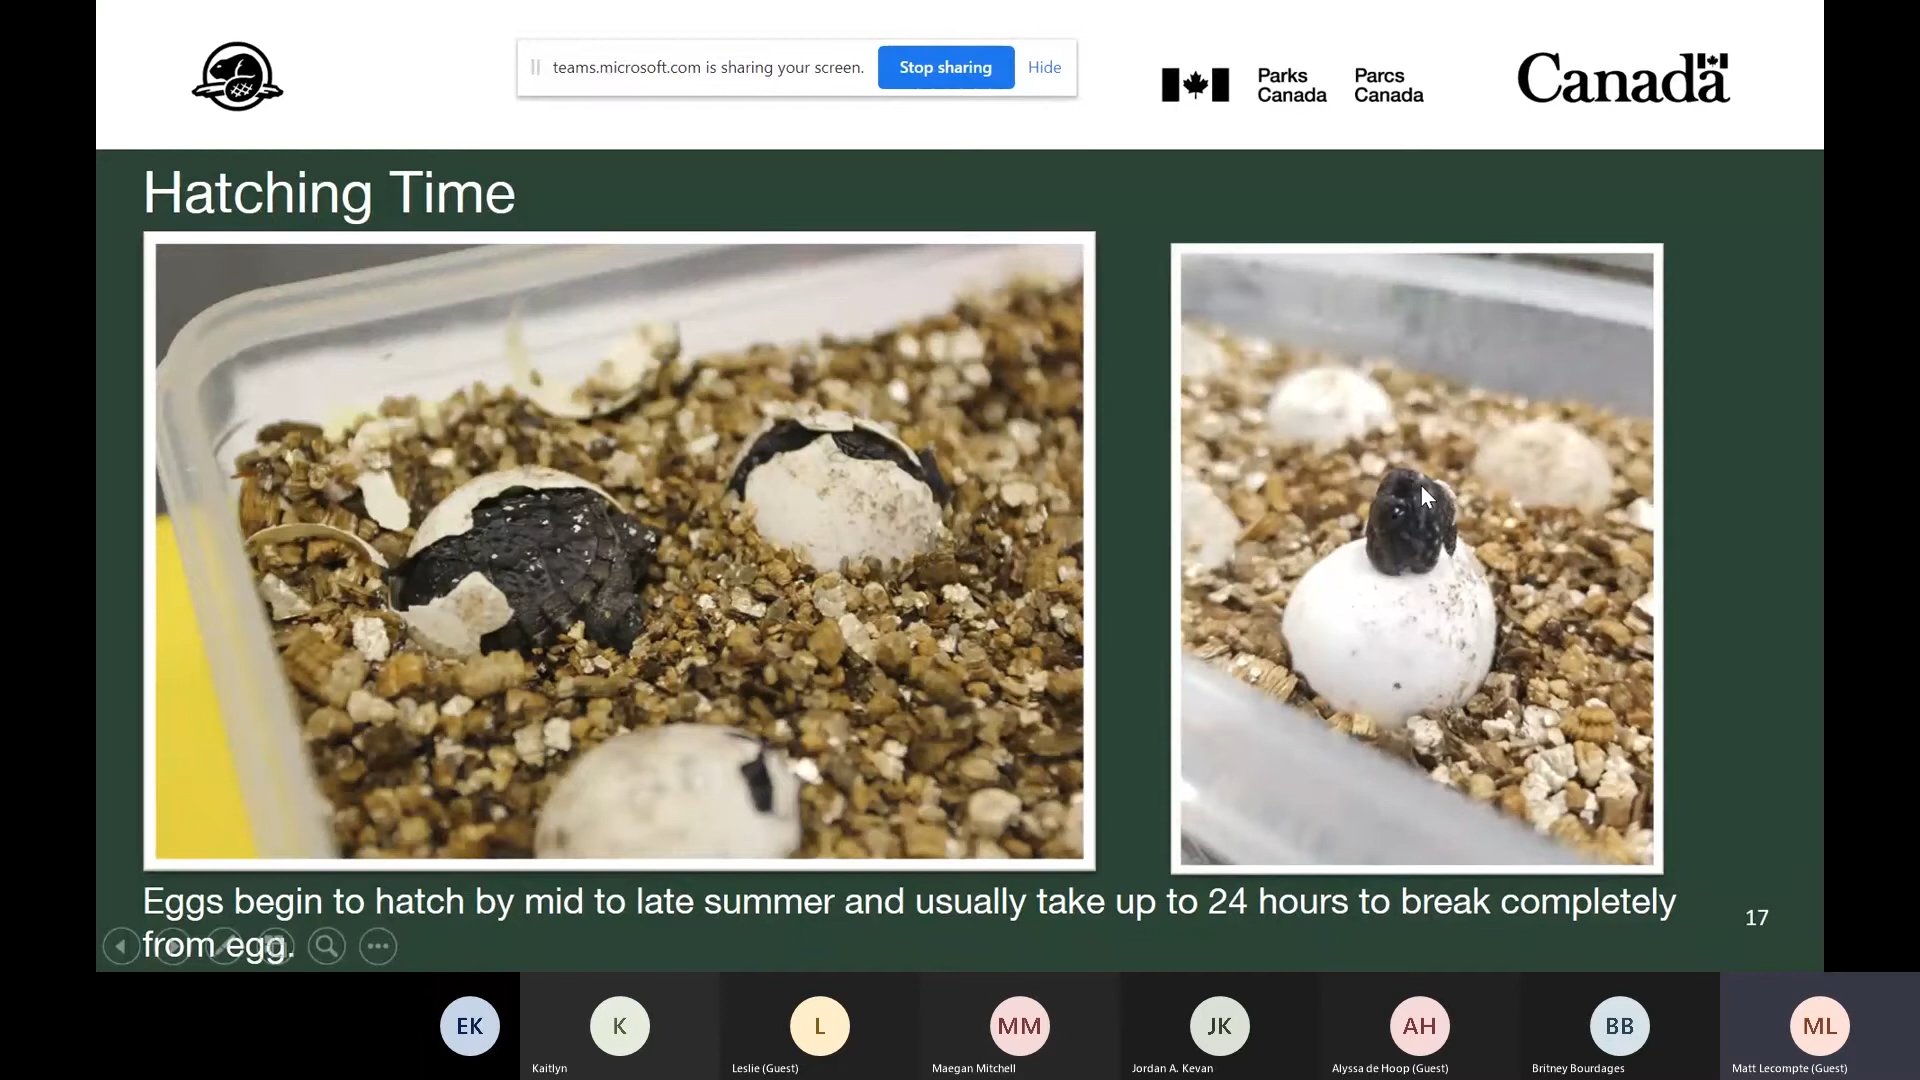 teams.microsoft.com is sharing your screen.
Stop sharing
Hide
Parks
Canada
Parcs
Canada
Canada
Hatching Time
Eggs begin to hatch by mid to late summer and usually take up to 24 hours to break completely
from egg.
17
EK
K
L
MM
JK
AH
BB
ML
Kaitlyn
Leslie (Guest)
Maegan Mitchell
Jordan A. Kevan
Alyssa de Hoop (Guest)
Britney Bourdages
Matt Lecompte (Guest)